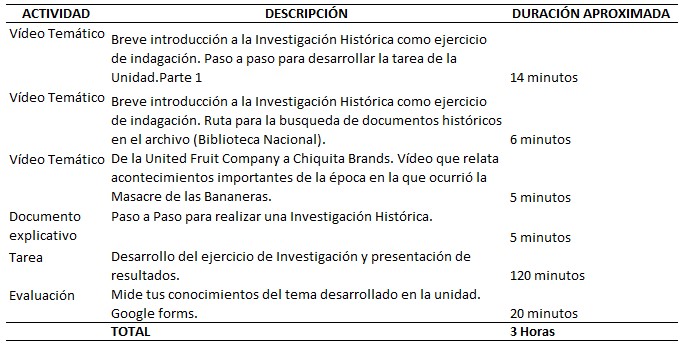 ACTIVIDAD DESCRIPCIÓN DURACIÓN APROXIMADA
Vídeo Temático Breve introducción a la Investigación Histórica como ejercicio
de indagación. Paso a paso para desarrollar la tarea de la
Unidad.Parte 1 14 minutos
Vídeo Temático Breve introducción a la Investigación Histórica como ejercicio
de indagación. Ruta para la busqueda de documentos históricos
en el archivo (Biblioteca Nacional). 6 minutos
Vídeo Temático De la United Fruit Company a Chiquita Brands. Vídeo que relata
acontecimientos importantes de la época en la que ocurrió la
Masacre de las Bananeras. 5 minutos
Documento Paso a Paso para realizar una Investigación Histórica.
explicativo 5 minutos
Tarea Desarrollo del ejercicio de Investigación y presentación de
resultados. 120 minutos
Evaluación Mide tus conocimientos del tema desarrollado en la unidad.
Google forms. 20 minutos
TOTAL 3 Horas